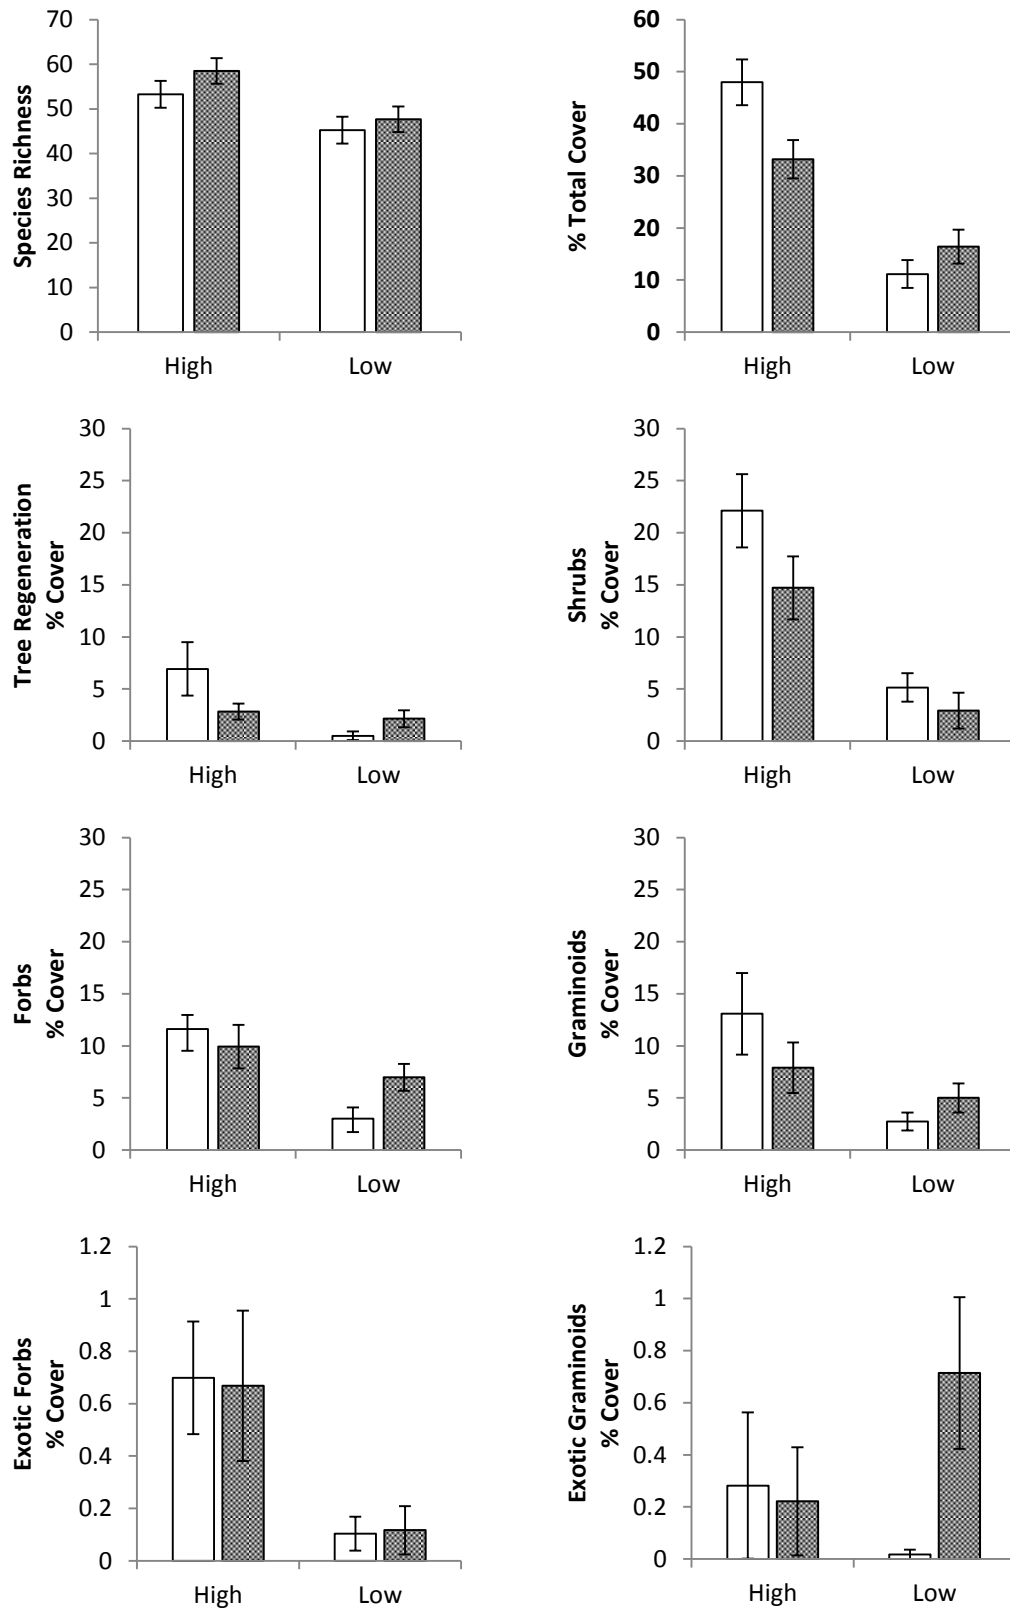 Species Richness
70
60
50
40
30
20
10
0
High Low
% Total Cover
60
50
40
30
20
10
0
High Low
Tree Regeneration
% Cover
30
25
20
15
10
5
0
High Low
Shrubs
% Cover
30
25
20
15
10
5
0
High Low
Forbs
% Cover
30
25
20
15
10
5
0
High Low
Graminoids
% Cover
30
25
20
15
10
5
0
High Low
Exotic Forbs
% Cover
1.2
1
0.8
0.6
0.4
0.2
0
High Low
Exotic Graminoids
% Cover
1.2
1
0.8
0.6
0.4
0.2
0
High Low